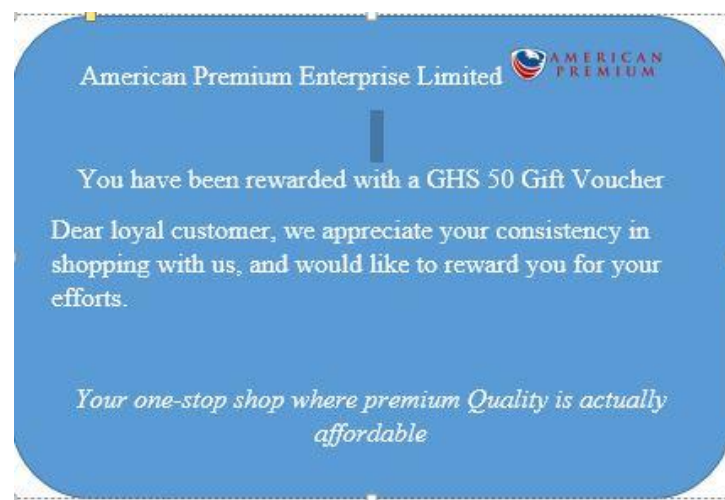 American Premium Enterprise Limited
AMERICAN
PREMIUM
You have been rewarded with a GHS 50 Gift Voucher
Dear loyal customer, we appreciate your consistency in
shopping with us, and would like to reward you for your
efforts.
Your one-stop shop where premium Quality is actually
affordable